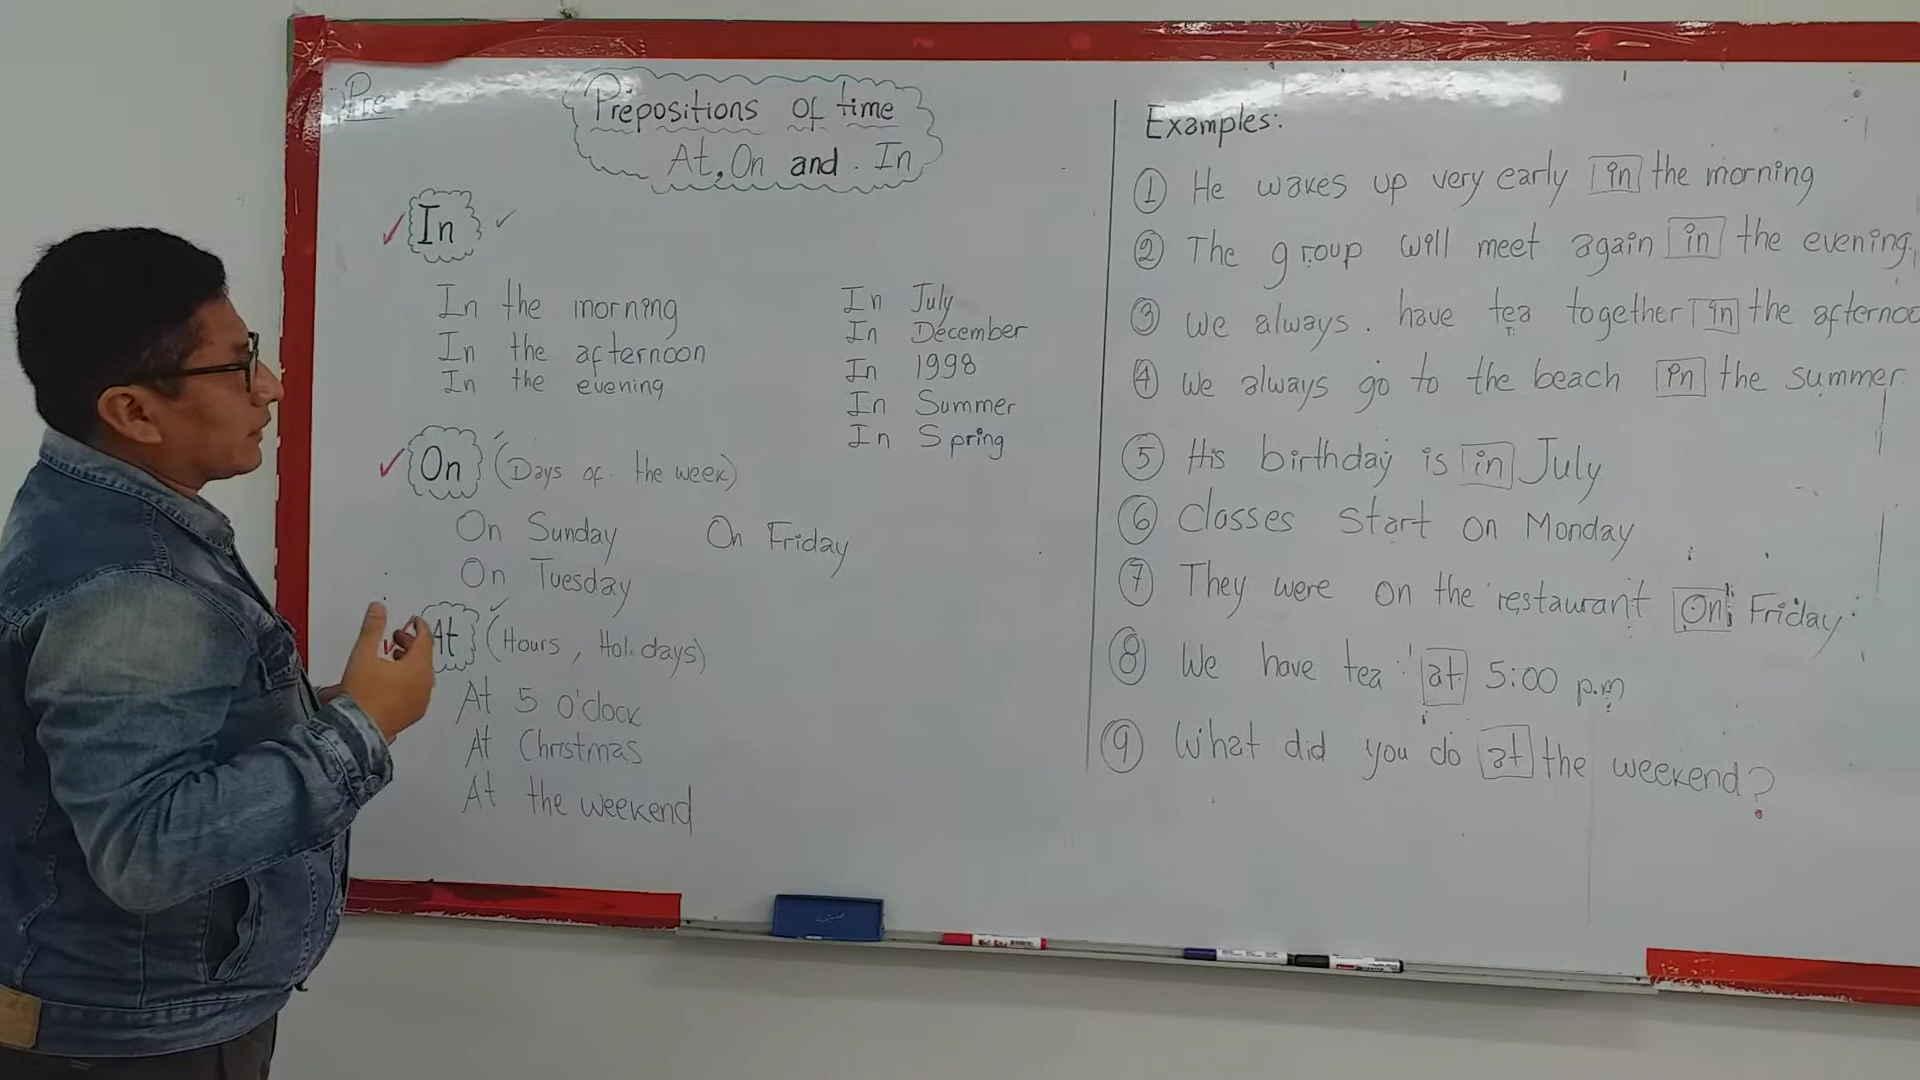 Pre
Prepositions of time
At, On and In
In
In the morning
In the afternoon
In the evening
In July
In December
In 1998
In Summer
In Spring
On (Days of the week)
On Sunday
On Friday
On Tuesday
At (Hours, Holidays)
At 5 o'clock
At Christmas
At the weekend
Examples:
① He wakes up very early in the morning
② The group will meet again in the evening.
③ We always have tea together in the afternoo
④ We always go to the beach in the summer.
⑤ His birthday is in July
⑥ Classes start on Monday
⑦ They were on the restaurant On Friday
⑧ We have tea at 5:00 p.m
⑨ What did you do at the weekend?